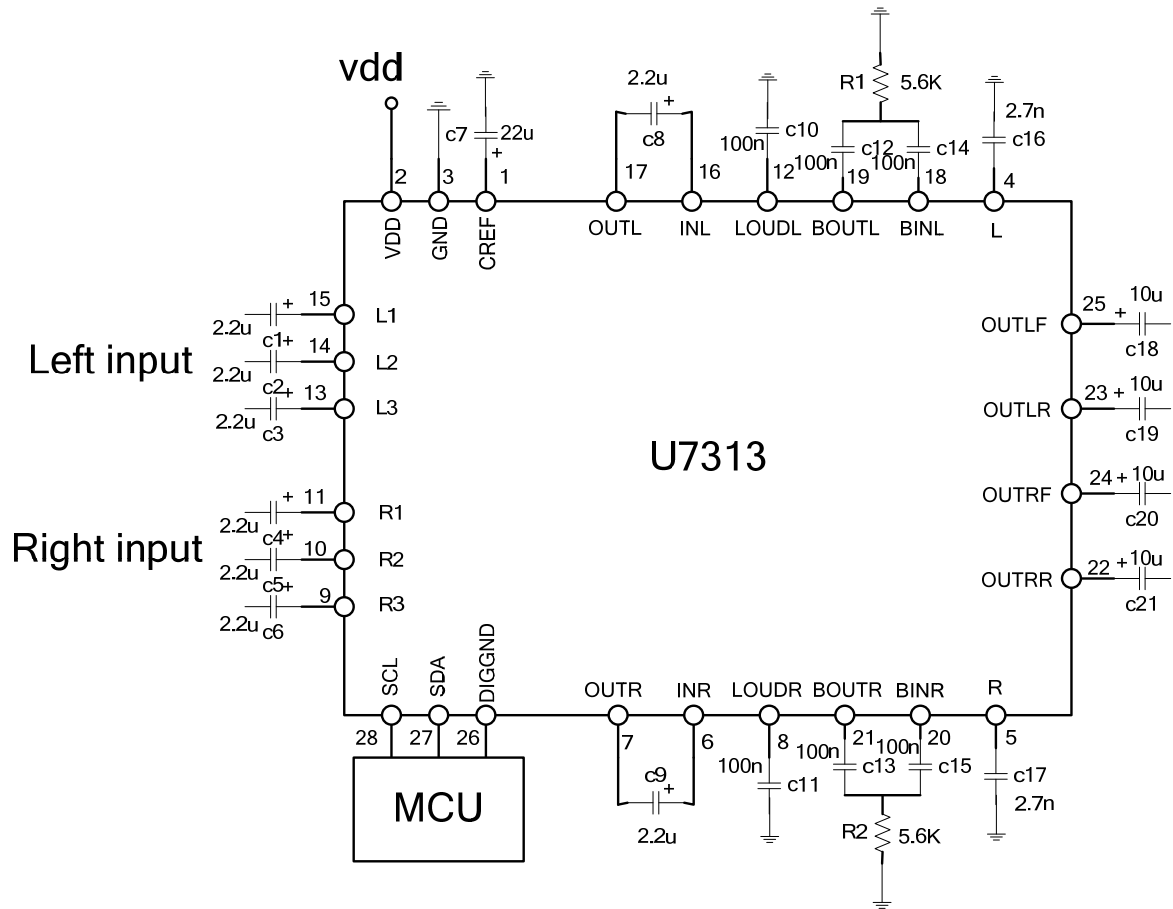 vdd
c7
22u
+
2.2u
+
c8
c10
100n
R1
5.6K
c12
100n
c14
100n
2.7n
c16
2
3
1
17
16
12
19
18
4
VDD
GND
CREF
OUTL
INL
LOUDL
BOUTL
BINL
L
Left input
2.2u
+
15
L1
c1+
2.2u
14
L2
c2+
2.2u
13
L3
c3
Right input
2.2u
+
11
R1
c4+
2.2u
10
R2
c5+
2.2u
9
R3
c6
U7313
OUTLF
25
+
10u
c18
OUTLR
23
+
10u
c19
OUTRF
24
+
10u
c20
OUTRR
22
+
10u
c21
SCL
SDA
DIGGND
OUTR
INR
LOUDR
BOUTR
BINR
R
28
27
26
7
6
8
21
20
5
MCU
c9
+
2.2u
100n
c11
100n
c13
100n
c15
R2
5.6K
c17
2.7n